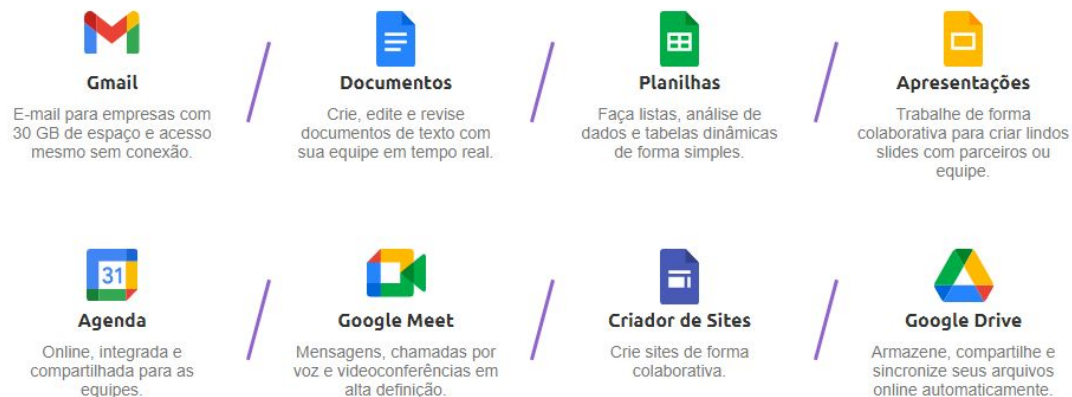 Gmail
E-mail para empresas com
30 GB de espaço e acesso
mesmo sem conexão.
Documentos
Crie, edite e revise
documentos de texto com
sua equipe em tempo real.
Planilhas
Faça listas, análise de
dados e tabelas dinâmicas
de forma simples.
Apresentações
Trabalhe de forma
colaborativa para criar lindos
slides com parceiros ou
equipe.
31
Agenda
Online, integrada e
compartilhada para as
equipes.
Google Meet
Mensagens, chamadas por
voz e videoconferências em
alta definição.
Criador de Sites
Crie sites de forma
colaborativa.
Google Drive
Armazene, compartilhe e
sincronize seus arquivos
online automaticamente.